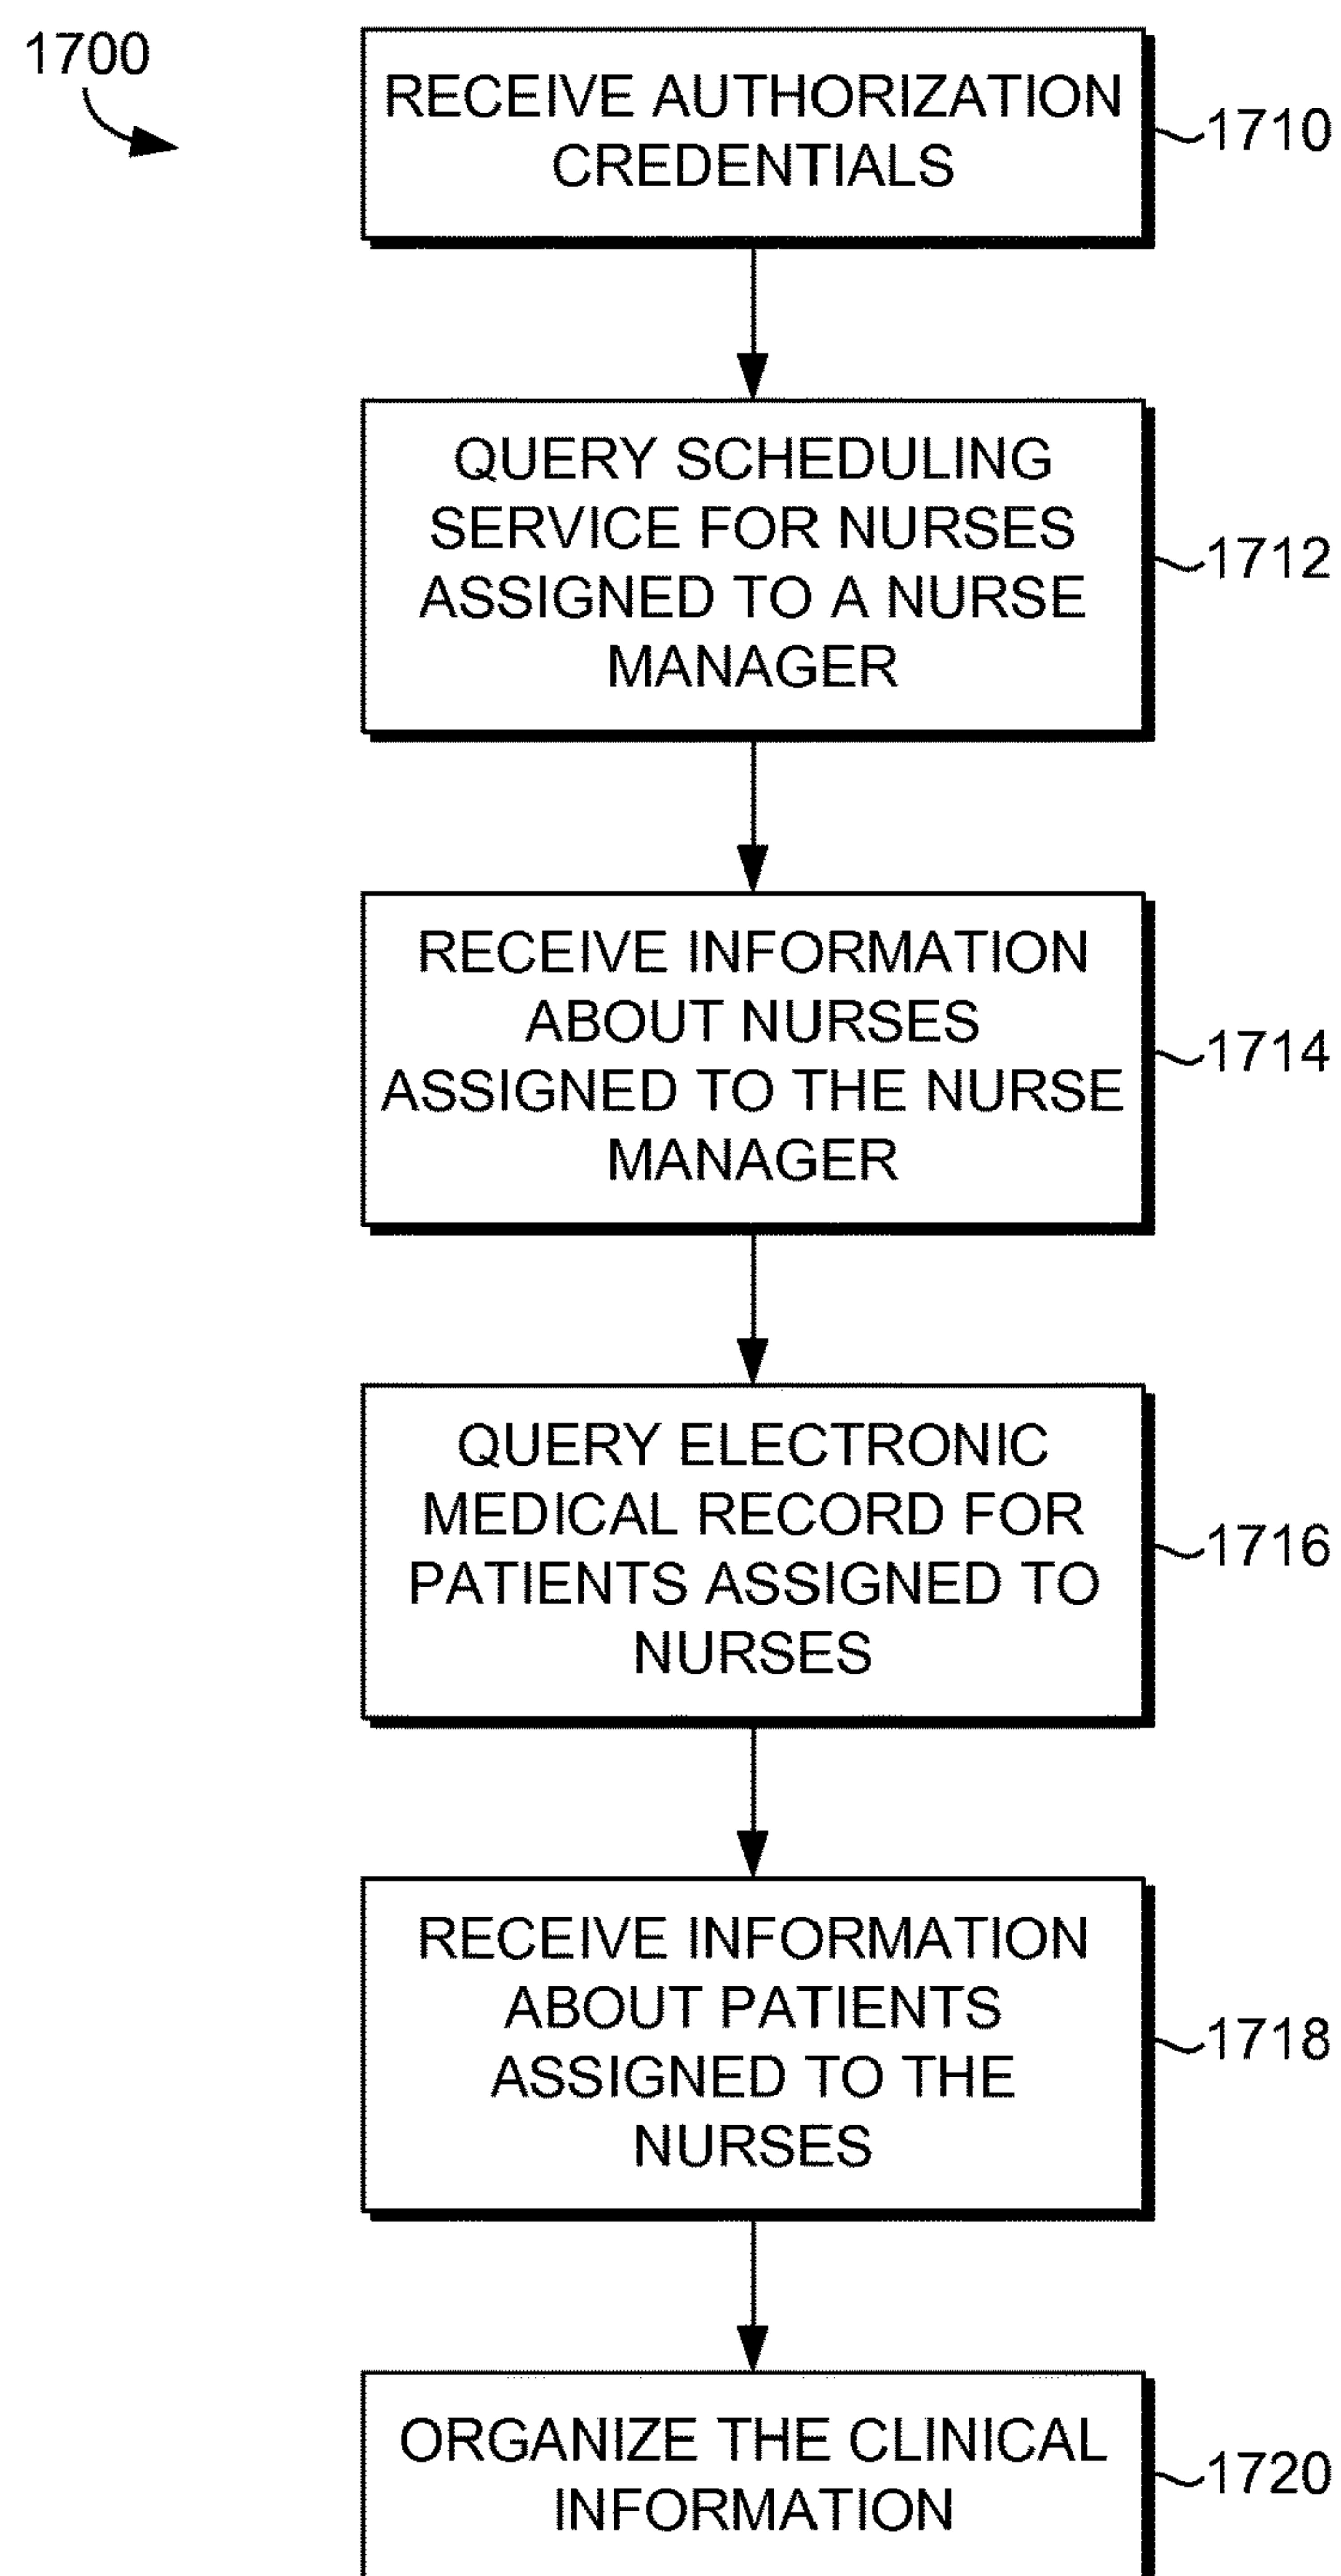 1700
RECEIVE AUTHORIZATION
CREDENTIALS
1710
QUERY SCHEDULING
SERVICE FOR NURSES
ASSIGNED TO A NURSE
MANAGER
1712
RECEIVE INFORMATION
ABOUT NURSES
ASSIGNED TO THE NURSE
MANAGER
1714
QUERY ELECTRONIC
MEDICAL RECORD FOR
PATIENTS ASSIGNED TO
NURSES
1716
RECEIVE INFORMATION
ABOUT PATIENTS
ASSIGNED TO THE
NURSES
1718
ORGANIZE THE CLINICAL
INFORMATION
1720